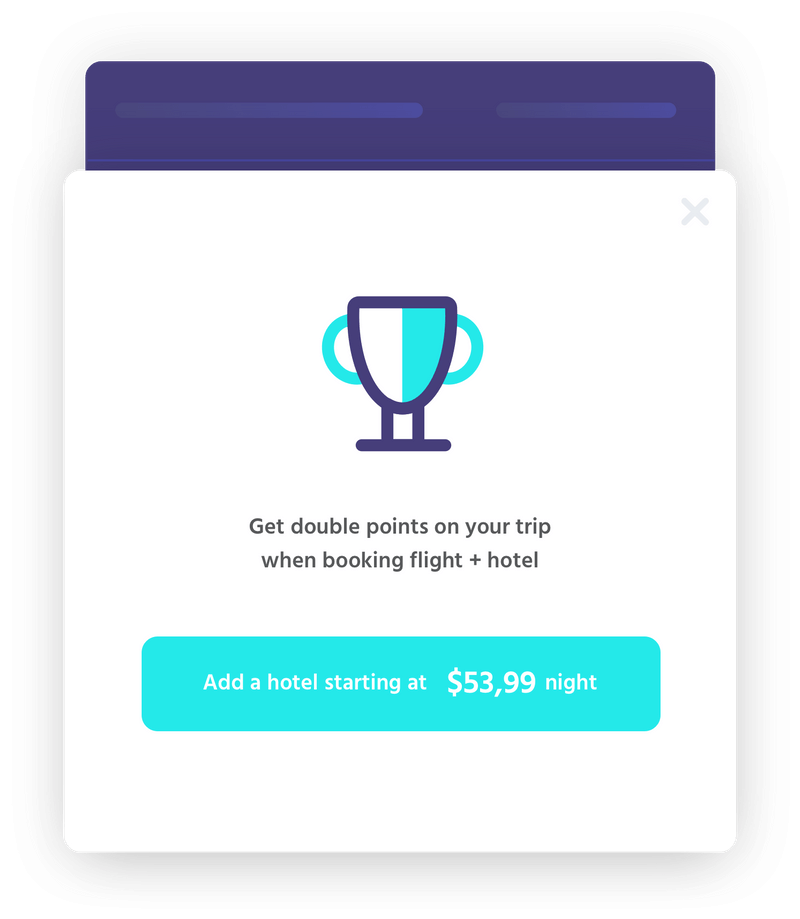 Get double points on your trip
when booking flight + hotel
Add a hotel starting at $53,99 night